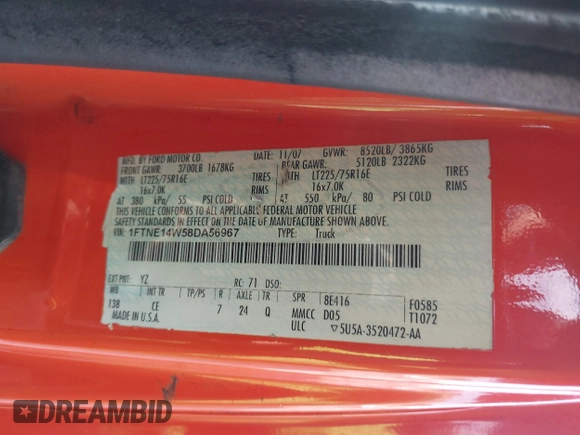 MFD. BY FORD MOTOR CO. DATE: 11/07 GVWR: 8520LB/ 3865KG
FRONT GAWR: 3700LB 1678KG REAR GAWR: 5120LB 2322KG
WITH LT225/75R16E TIRES WITH LT225/75R16E TIRES
16x7.0K RIMS 16x7.0K RIMS
AT 380 kPa/ 55 PSI COLD AT 550 kPa/ 80 PSI COLD
THIS VEHICLE CONFORMS TO ALL APPLICABLE FEDERAL MOTOR VEHICLE
SAFETY STANDARDS IN EFFECT ON THE DATE OF MANUFACTURE SHOWN ABOVE.
VIN: 1FTNE14W58DA56967 TYPE: Truck
EXT PNT: YZ RC: 71 DSO:
WB INT TR TP/PS R AXLE TR SPR 8E416 F0585
138 CE 7 24 Q MMCC D05 T1072
MADE IN U.S.A. ULC ▽5U5A-3520472-AA
DREAMBID